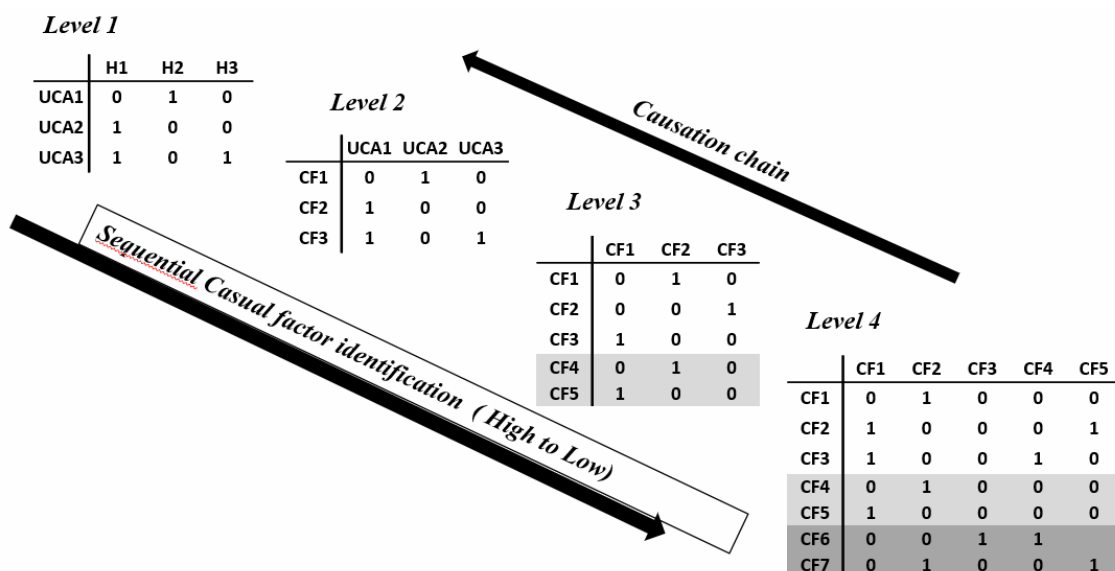 Level 1
H1 H2 H3
UCA1 0 1 0
UCA2 1 0 0
UCA3 1 0 1
Level 2
UCA1 UCA2 UCA3
CF1 0 1 0
CF2 1 0 0
CF3 1 0 1
Causation chain
Level 3
CF1 CF2 CF3
CF1 0 1 0
CF2 0 0 1
CF3 1 0 0
CF4 0 1 0
CF5 1 0 0
Sequential Casual factor identification ( High to Low)
Level 4
CF1 CF2 CF3 CF4 CF5
CF1 0 1 0 0 0
CF2 1 0 0 0 1
CF3 1 0 0 1 0
CF4 0 1 0 0 0
CF5 1 0 0 0 0
CF6 0 0 1 1
CF7 0 1 0 0 1